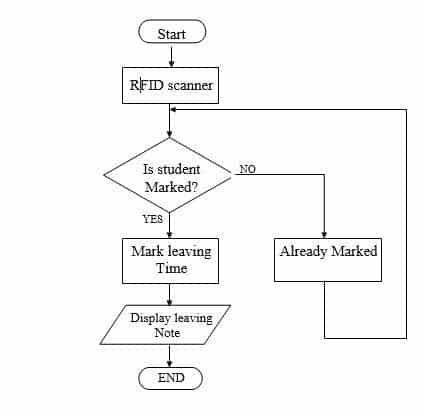 Start
RFID scanner
Is student
Marked?
NO
YES
Mark leaving
Time
Already Marked
Display leaving
Note
END